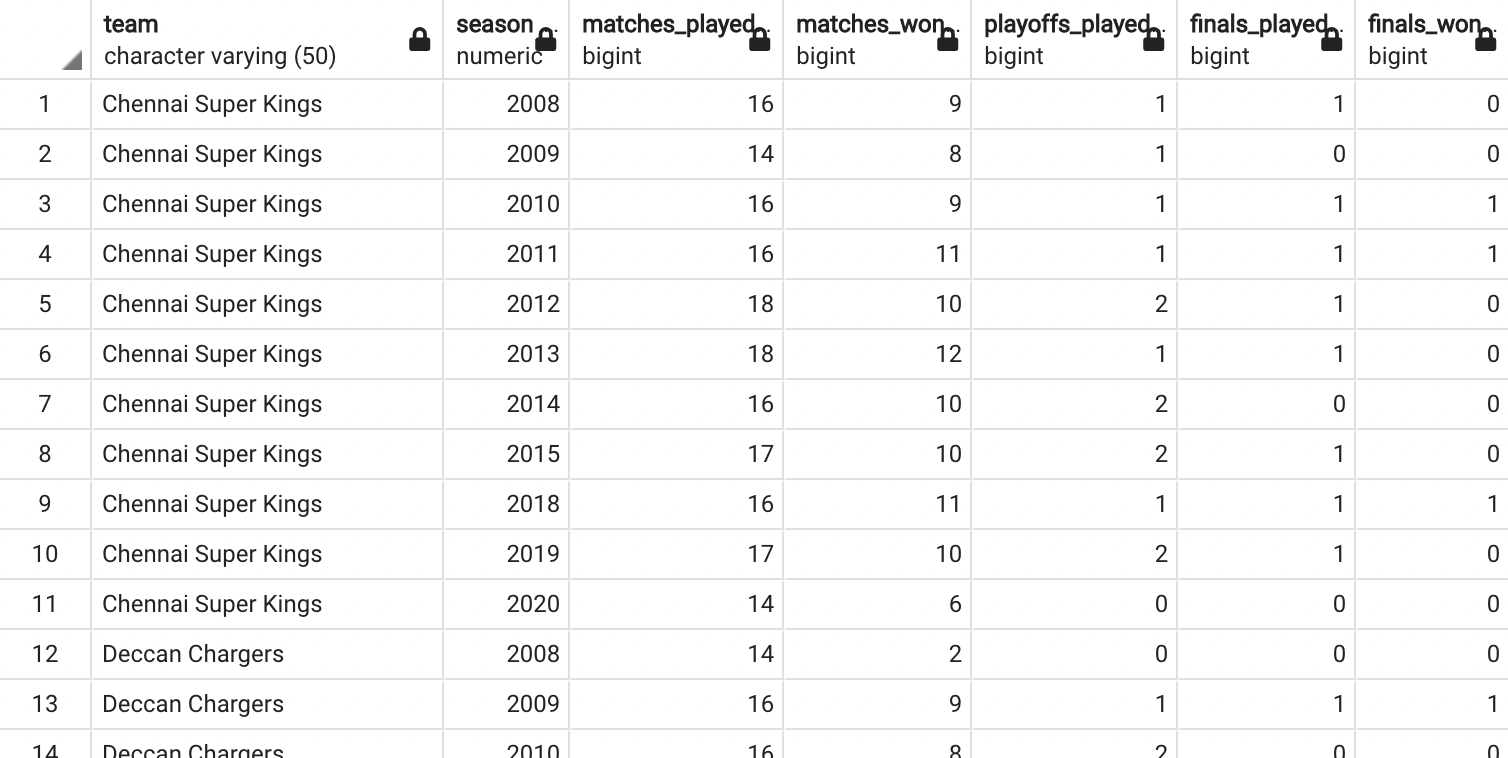 team season matches_played matches_won playoffs_played finals_played finals_won
character varying (50) numeric bigint bigint bigint bigint bigint
1 Chennai Super Kings 2008 16 9 1 1 0
2 Chennai Super Kings 2009 14 8 1 0 0
3 Chennai Super Kings 2010 16 9 1 1 1
4 Chennai Super Kings 2011 16 11 1 1 1
5 Chennai Super Kings 2012 18 10 2 1 0
6 Chennai Super Kings 2013 18 12 1 1 0
7 Chennai Super Kings 2014 16 10 2 0 0
8 Chennai Super Kings 2015 17 10 2 1 0
9 Chennai Super Kings 2018 16 11 1 1 1
10 Chennai Super Kings 2019 17 10 2 1 0
11 Chennai Super Kings 2020 14 6 0 0 0
12 Deccan Chargers 2008 14 2 0 0 0
13 Deccan Chargers 2009 16 9 1 1 1
14 Deccan Chargers 2010 16 8 2 0 0